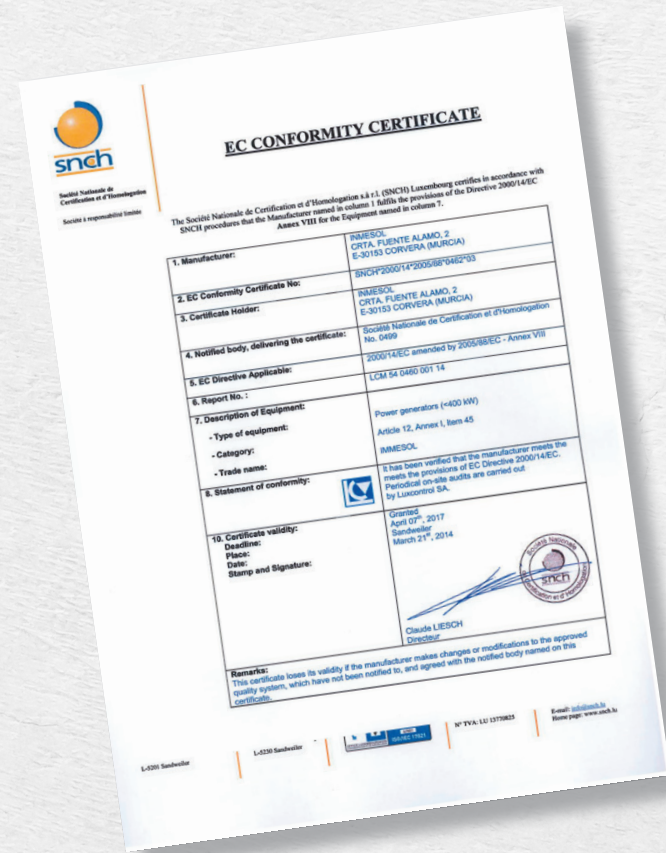 snch
Société Nationale de
Certification et d'Homologation
Société à responsabilité limitée
EC CONFORMITY CERTIFICATE
The Société Nationale de Certification et d'Homologation s.à r.l. (SNCH) Luxembourg certifies in accordance with
SNCH procedures that the Manufacturer named in column 1 fulfils the provisions of the Directive 2000/14/EC
Annex VIII for the Equipment named in column 7.
1. Manufacturer:
INMESOL
CRTA. FUENTE ALAMO, 2
E-30153 CORVERA (MURCIA)
2. EC Conformity Certificate No:
SNCH*2000/14*2005/88*0462*03
3. Certificate Holder:
INMESOL
CRTA. FUENTE ALAMO, 2
E-30153 CORVERA (MURCIA)
4. Notified body, delivering the certificate:
Société Nationale de Certification et d'Homologation
No. 0499
5. EC Directive Applicable:
2000/14/EC amended by 2005/88/EC - Annex VIII
6. Report No. :
LCM 54 0460 001 14
7. Description of Equipment:
- Type of equipment:
Power generators (<400 kW)
- Category:
Article 12, Annex I, Item 45
- Trade name:
IMMESOL
8. Statement of conformity:
It has been verified that the manufacturer meets the
meets the provisions of EC Directive 2000/14/EC.
Periodical on-site audits are carried out
by Luxcontrol SA.
10. Certificate validity:
Granted
Deadline:
April 07th, 2017
Place:
Sandweiler
Date:
March 21st, 2014
Stamp and Signature:
Société Nationale
snch
de Certification et d'Homologation
Claude LIESCH
Directeur
Remarks:
This certificate loses its validity if the manufacturer makes changes or modifications to the approved
quality system, which have not been notified to, and agreed with the notified body named on this
certificate.
L-5201 Sandweiler
L-5230 Sandweiler
N° TVA: LU 15770825
E-mail: info@snch.lu
Home page: www.snch.lu